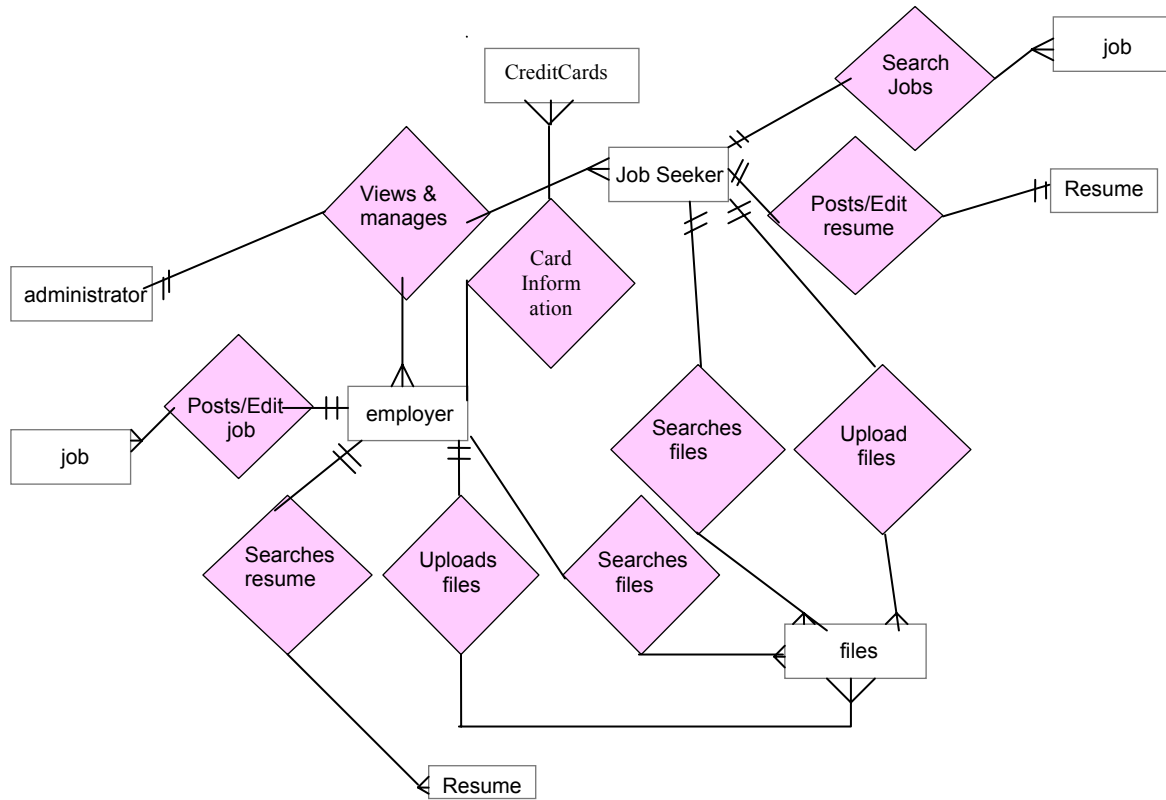 CreditCards
Search
Jobs
job
Views &
manages
Job Seeker
Posts/Edit
resume
Resume
Card
Inform
ation
administrator
Posts/Edit
job
employer
job
Searches
files
Upload
files
Searches
resume
Uploads
files
Searches
files
files
Resume